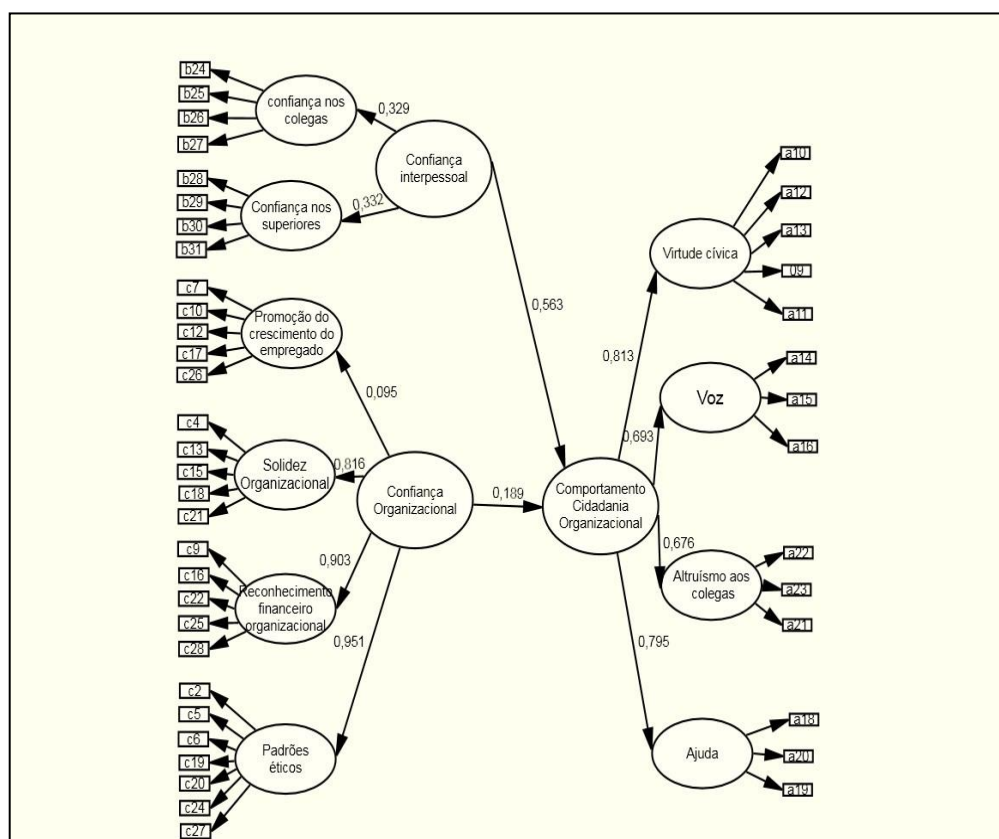 b24
b25
b26
b27
confiança nos
colegas
0,329
Confiança
interpessoal
b28
b29
b30
b31
Confiança nos
superiores
0,332
c7
c10
c12
c17
c26
Promoção do
crescimento do
empregado
0,095
c4
c13
c15
c18
c21
Solidez
Organizacional
0,816
Confiança
Organizacional
c9
c16
c22
c25
c28
Reconhecimento
financeiro
organizacional
0,903
c2
c5
c6
c19
c20
c24
c27
Padrões
éticos
0,951
0,563
0,189
Comportamento
Cidadania
Organizacional
0,813
Virtude cívica
a10
a12
a13
09
a11
0,693
Voz
a14
a15
a16
0,676
Altruísmo aos
colegas
a22
a23
a21
0,795
Ajuda
a18
a20
a19